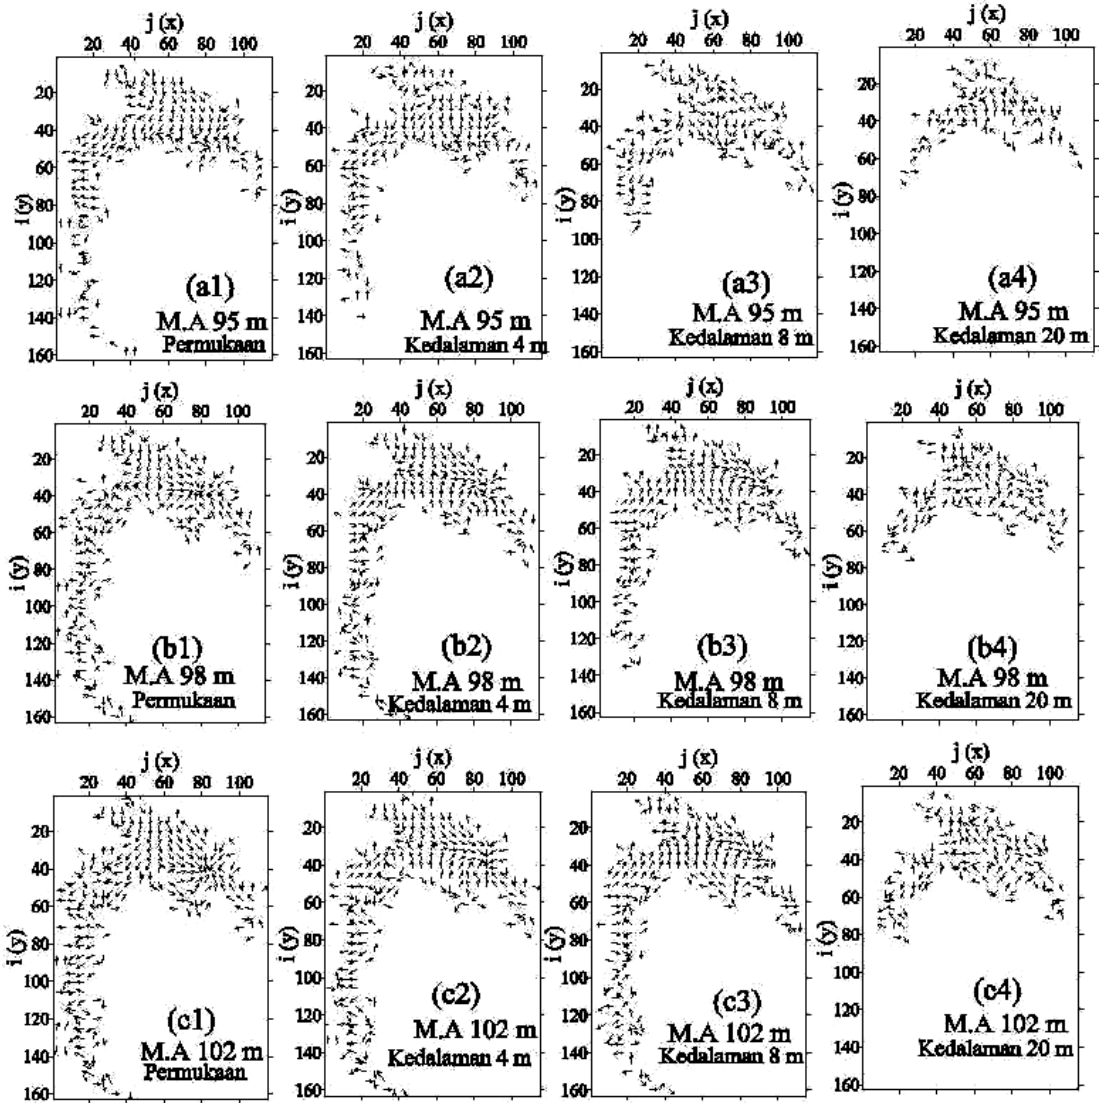 j (x) j (x) j (x) j (x)
20 40 60 80 100 20 40 60 80 100 20 40 60 80 100 20 40 60 80 100
20 20 20 20
40 40 40 40
60 60 60 60
i (y) i (y) i (y) i (y)
80 80 80 80
100 100 100 100
120 120 120 120
(a1) (a2) (a3) (a4)
140 140 140 140
M.A 95 m M.A 95 m M.A 95 m M.A 95 m
Permukaan Kedalaman 4 m Kedalaman 8 m Kedalaman 20 m
160 160 160 160
j (x) j (x) j (x) j (x)
20 40 60 80 100 20 40 60 80 100 20 40 60 80 100 20 40 60 80 100
20 20 20 20
40 40 40 40
60 60 60 60
i (y) i (y) i (y) i (y)
80 80 80 80
100 100 100 100
120 120 120 120
(b1) (b2) (b3) (b4)
140 140 140 140
M.A 98 m M.A 98 m M.A 98 m M.A 98 m
Permukaan Kedalaman 4 m Kedalaman 8 m Kedalaman 20 m
160 160 160 160
j (x) j (x) j (x) j (x)
20 40 60 80 100 20 40 60 80 100 20 40 60 80 100 20 40 60 80 100
20 20 20 20
40 40 40 40
60 60 60 60
i (y) i (y) i (y) i (y)
80 80 80 80
100 100 100 100
(c1) (c2) (c3) (c4)
120 120 120 120
M.A 102 m M.A 102 m M.A 102 m M.A 102 m
140 140 140 140
Permukaan Kedalaman 4 m Kedalaman 8 m Kedalaman 20 m
160 160 160 160